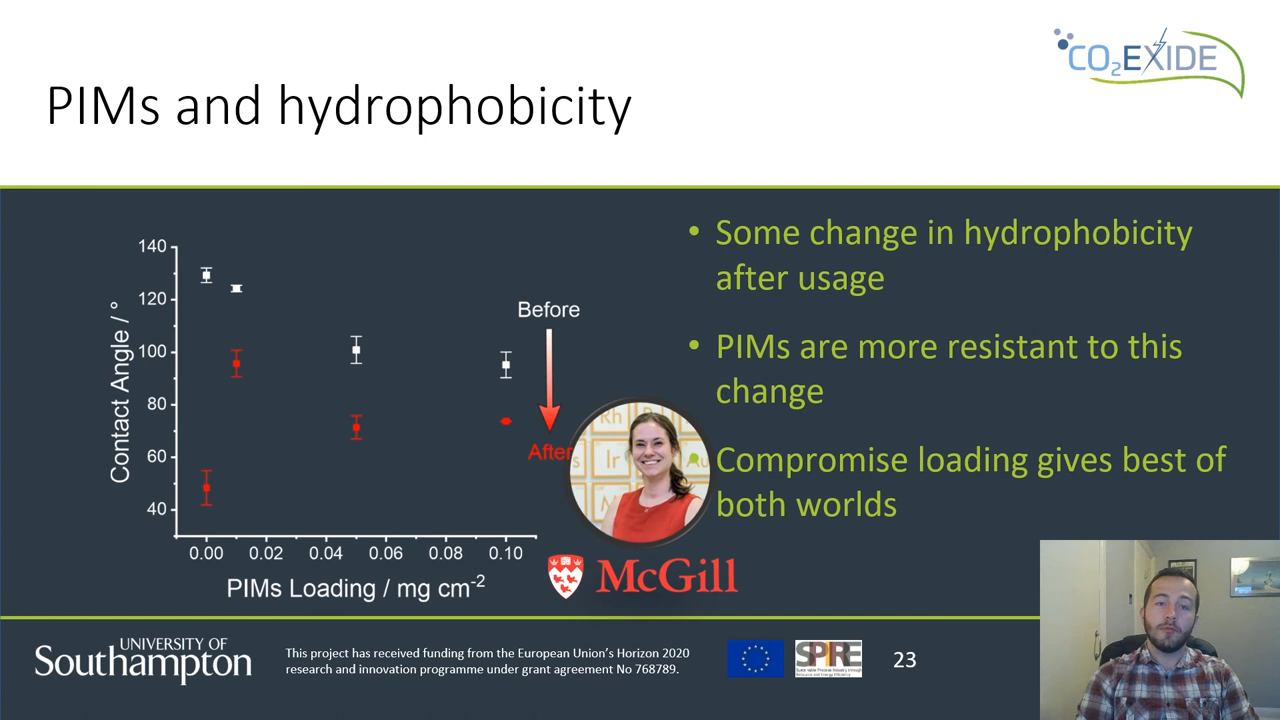 CO2EXIDE
PIMs and hydrophobicity
140
120
100
80
60
40
Contact Angle / °
0.00 0.02 0.04 0.06 0.08 0.10
PIMs Loading / mg cm-2
Before
After
Rh
Ir
Au
McGill
• Some change in hydrophobicity
after usage
• PIMs are more resistant to this
change
• Compromise loading gives best of
both worlds
UNIVERSITY OF
Southampton
This project has received funding from the European Union's Horizon 2020
research and innovation programme under grant agreement No 768789.
SPIRE
23